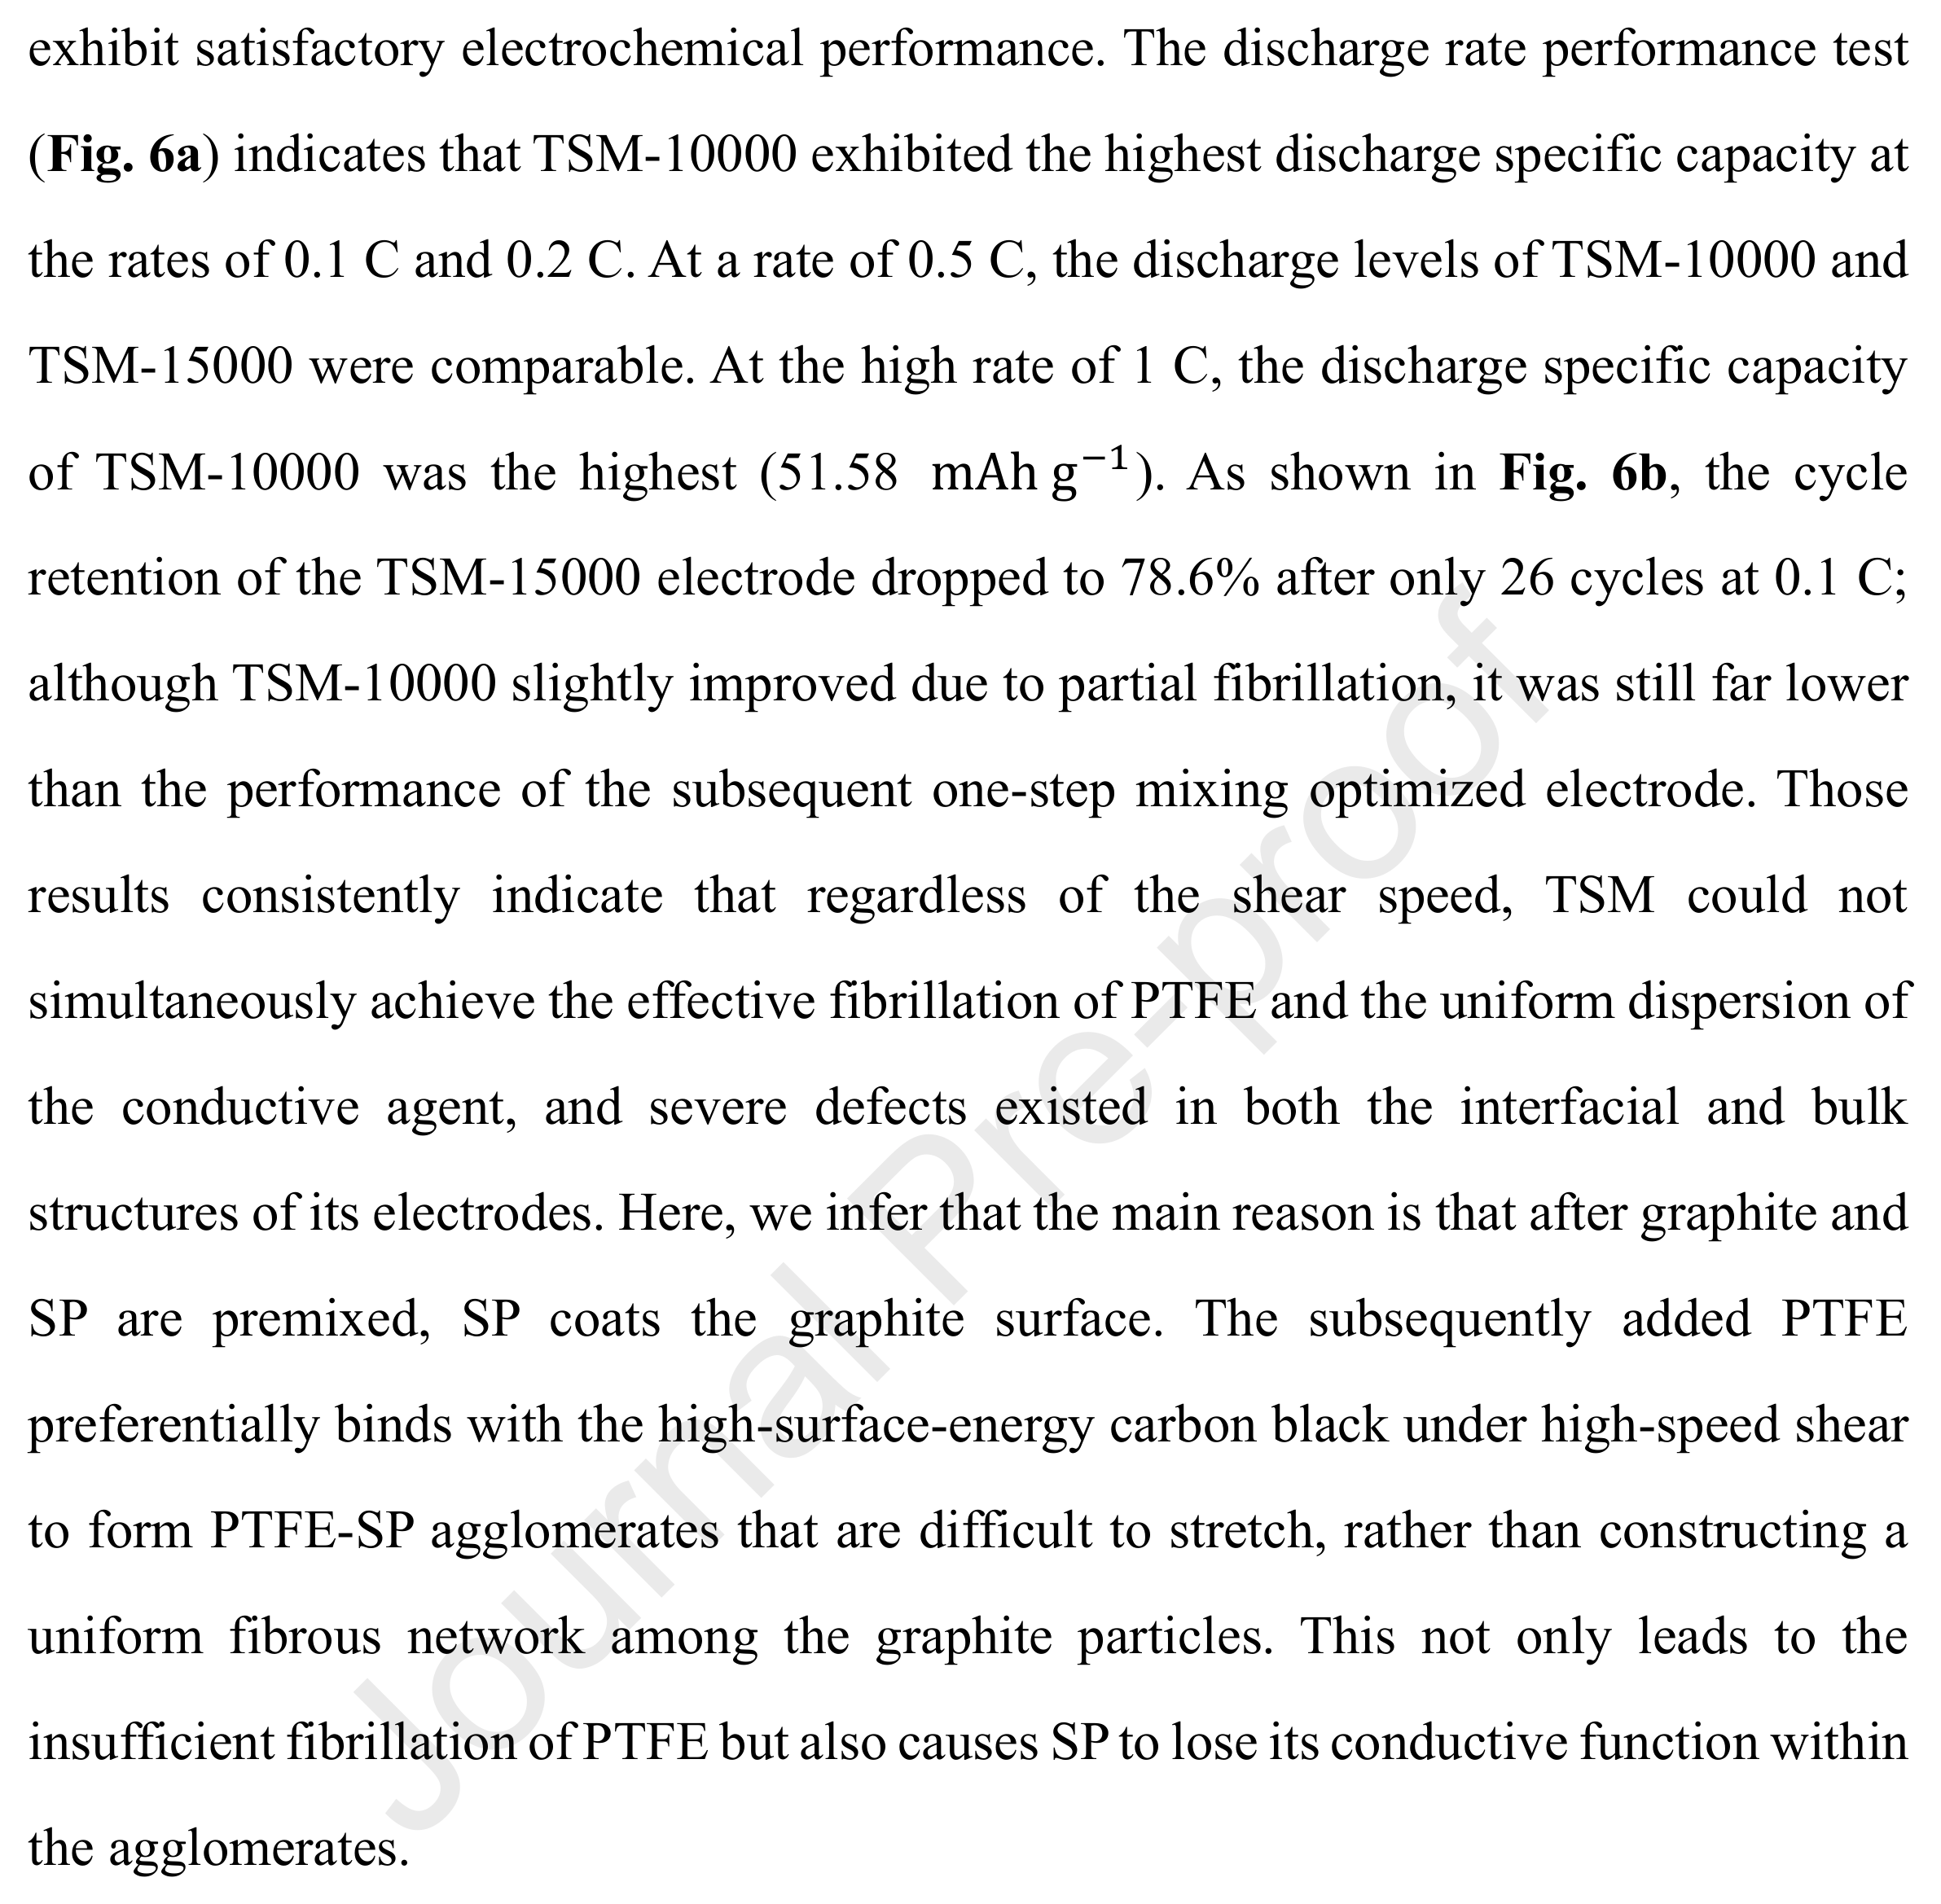 exhibit satisfactory electrochemical performance. The discharge rate performance test
(Fig. 6a) indicates that TSM-10000 exhibited the highest discharge specific capacity at
the rates of 0.1 C and 0.2 C. At a rate of 0.5 C, the discharge levels of TSM-10000 and
TSM-15000 were comparable. At the high rate of 1 C, the discharge specific capacity
of TSM-10000 was the highest (51.58 mAh g⁻¹). As shown in Fig. 6b, the cycle
retention of the TSM-15000 electrode dropped to 78.6% after only 26 cycles at 0.1 C;
although TSM-10000 slightly improved due to partial fibrillation, it was still far lower
than the performance of the subsequent one-step mixing optimized electrode. Those
results consistently indicate that regardless of the shear speed, TSM could not
simultaneously achieve the effective fibrillation of PTFE and the uniform dispersion of
the conductive agent, and severe defects existed in both the interfacial and bulk
structures of its electrodes. Here, we infer that the main reason is that after graphite and
SP are premixed, SP coats the graphite surface. The subsequently added PTFE
preferentially binds with the high-surface-energy carbon black under high-speed shear
to form PTFE-SP agglomerates that are difficult to stretch, rather than constructing a
uniform fibrous network among the graphite particles. This not only leads to the
insufficient fibrillation of PTFE but also causes SP to lose its conductive function within
the agglomerates.
Journal Pre-proof